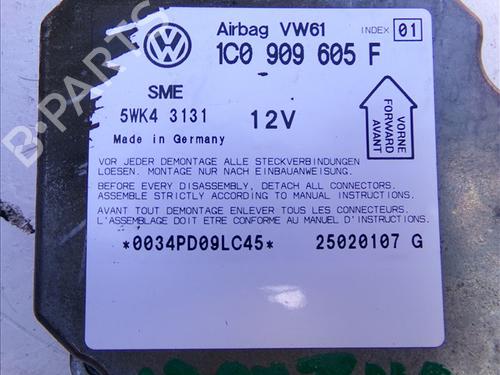 Airbag VW61 INDEX 01
1C0 909 605 F
SME
5WK4 3131 12V
Made in Germany
VORNE
FORWARD
AVANT
VOR JEDER DEMONTAGE ALLE STECKVERBINDUNGEN
LOESEN. MONTAGE NUR NACH EINBAUANWEISUNG.
BEFORE EVERY DISASSEMBLY, DETACH ALL CONNECTORS.
ASSEMBLE STRICTLY ACCORDING TO MANUAL INSTRUCTIONS.
AVANT TOUT DEMONTAGE ENLEVER TOUS LES CONNECTEURS.
L'ASSEMBLAGE DOIT ETRE CONFORME AU MANUEL D'INSTRUCTIONS.
*0034PD09LC45* 25020107 G
B-PARTS